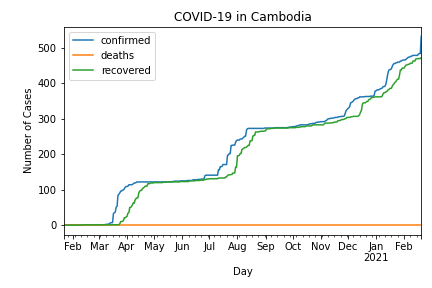 COVID-19 in Cambodia
confirmed
deaths
recovered
Number of Cases
500
400
300
200
100
0
Feb Mar Apr May Jun Jul Aug Sep Oct Nov Dec Jan Feb
2021
Day